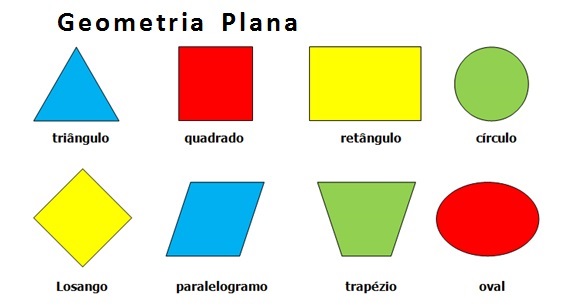 Geometria Plana
triângulo quadrado retângulo círculo
Losango paralelogramo trapézio oval